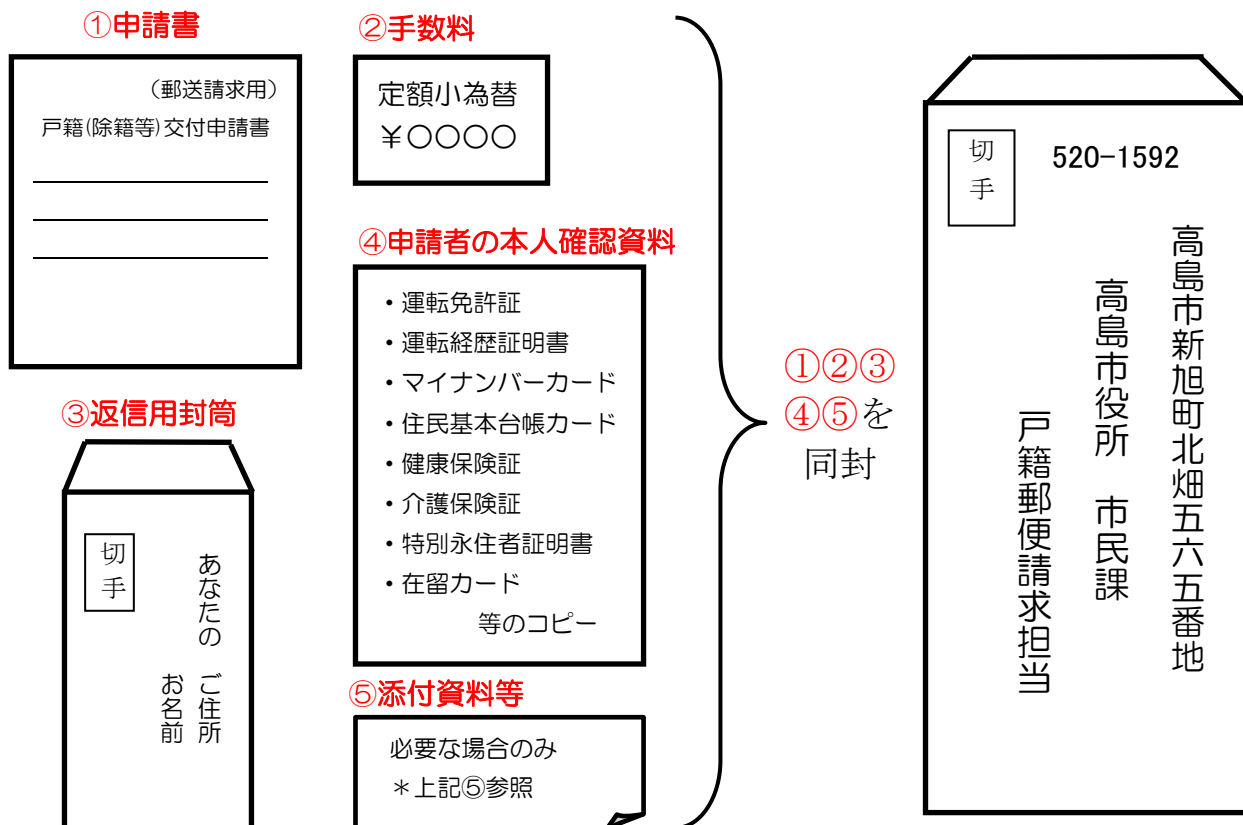 ①申請書
(郵送請求用)
戸籍(除籍等)交付申請書
②手数料
定額小為替
￥〇〇〇〇
③返信用封筒
切手
あなたの ご住所
お名前
④申請者の本人確認資料
・運転免許証
・運転経歴証明書
・マイナンバーカード
・住民基本台帳カード
・健康保険証
・介護保険証
・特別永住者証明書
・在留カード
等のコピー
⑤添付資料等
必要な場合のみ
＊上記⑤参照
①②③
④⑤を
同封
切手
520-1592
高島市新旭町北畑五六五番地
高島市役所 市民課
戸籍郵便請求担当